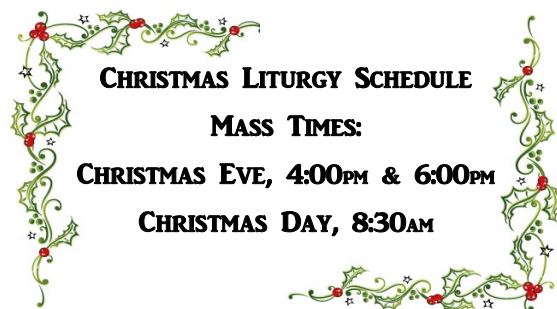 Christmas Liturgy Schedule
Mass Times:
Christmas Eve, 4:00pm & 6:00pm
Christmas Day, 8:30am